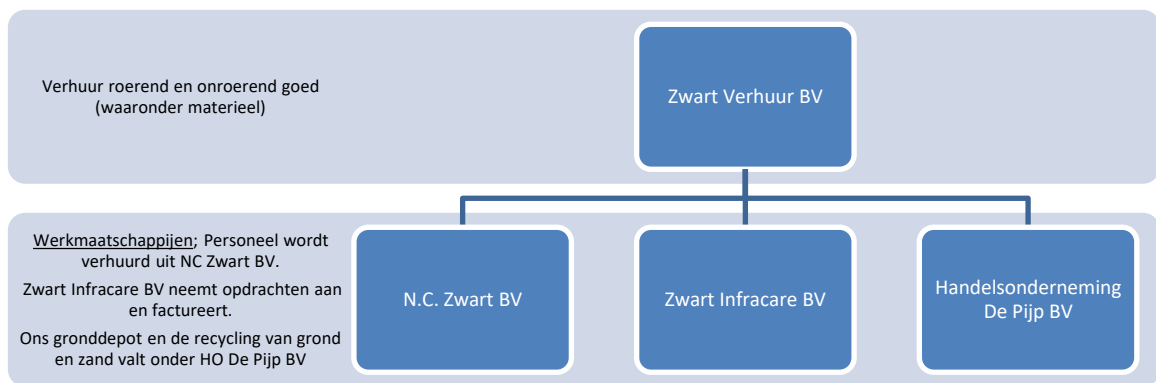 Verhuur roerend en onroerend goed
(waaronder materieel)
Zwart Verhuur BV
Werkmaatschappijen; Personeel wordt
verhuurd uit NC Zwart BV.
Zwart Infracare BV neemt opdrachten aan
en factureert.
Ons gronddepot en de recycling van grond
en zand valt onder HO De Pijp BV
N.C. Zwart BV
Zwart Infracare BV
Handelsonderneming
De Pijp BV